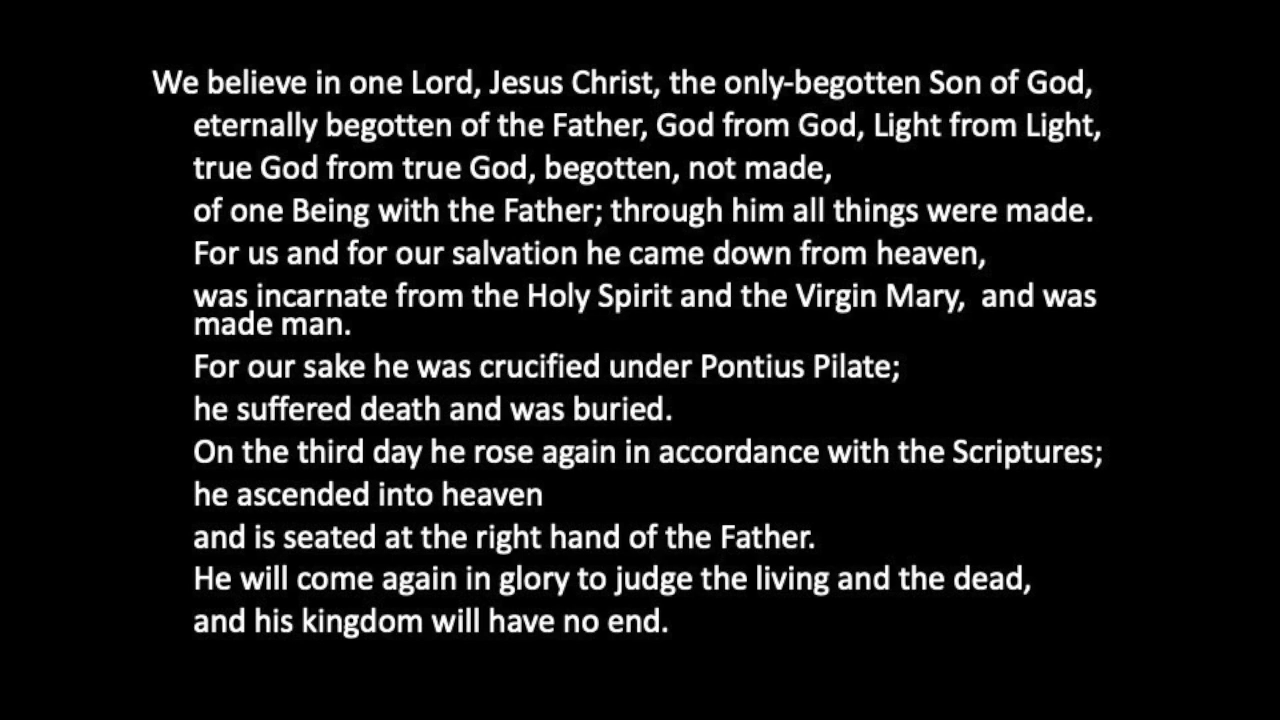 We believe in one Lord, Jesus Christ, the only-begotten Son of God,
eternally begotten of the Father, God from God, Light from Light,
true God from true God, begotten, not made,
of one Being with the Father; through him all things were made.
For us and for our salvation he came down from heaven,
was incarnate from the Holy Spirit and the Virgin Mary,  and was
made man.
For our sake he was crucified under Pontius Pilate;
he suffered death and was buried.
On the third day he rose again in accordance with the Scriptures;
he ascended into heaven
and is seated at the right hand of the Father.
He will come again in glory to judge the living and the dead,
and his kingdom will have no end.